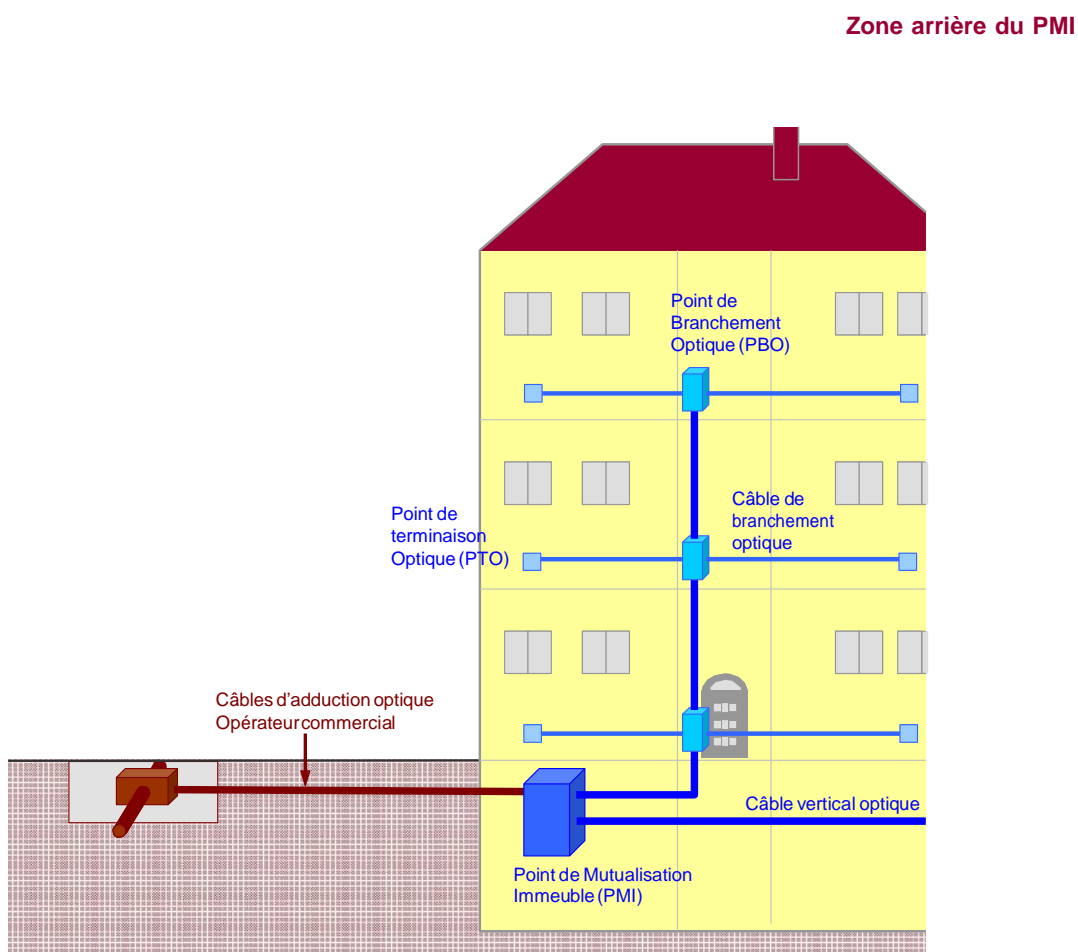 Zone arrière du PMI
Point de
Branchement
Optique (PBO)
Câble de
branchement
optique
Point de
terminaison
Optique (PTO)
Câbles d'adduction optique
Opérateur commercial
Câble vertical optique
Point de Mutualisation
Immeuble (PMI)